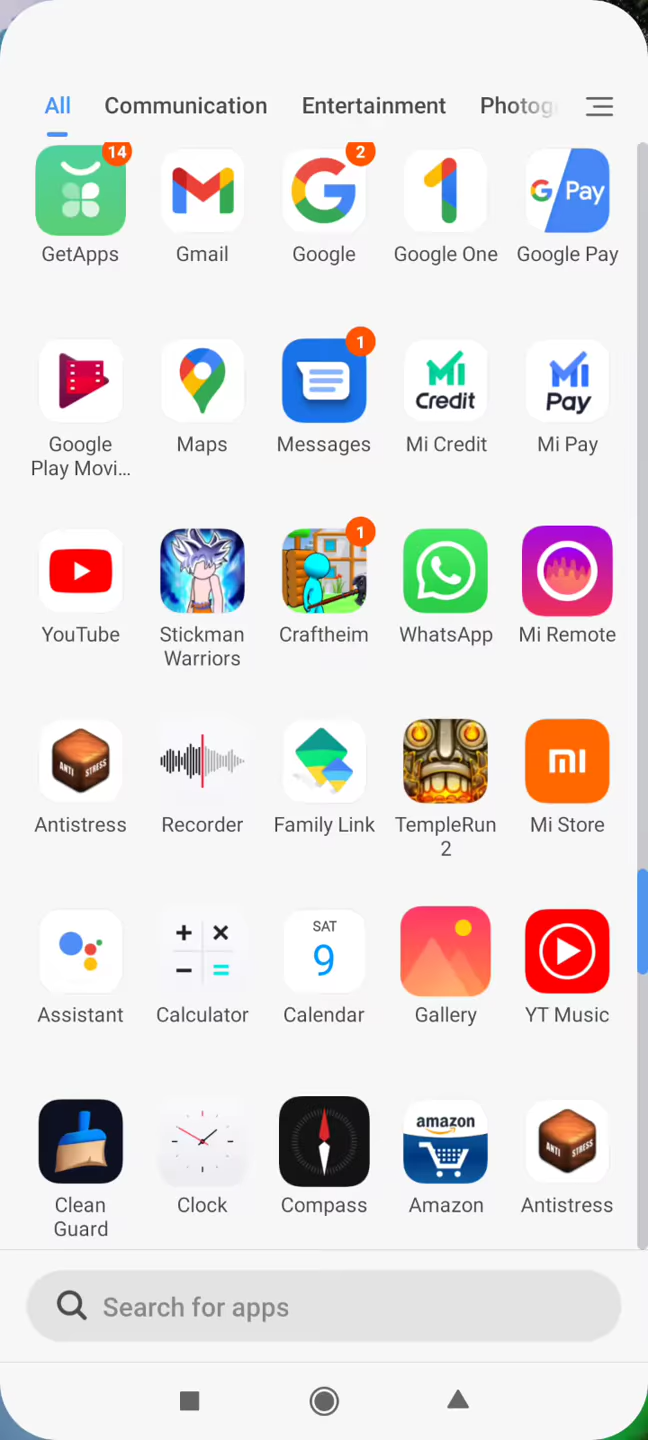 All Communication Entertainment Photog
14 2
G Pay
GetApps Gmail Google Google One Google Pay
1
Credit Pay
Google Maps Messages Mi Credit Mi Pay
Play Movi...
1
YouTube Stickman Craftheim WhatsApp Mi Remote
Warriors
ANTI STRESS
Antistress Recorder Family Link TempleRun Mi Store
2
SAT
9
Assistant Calculator Calendar Gallery YT Music
amazon
ANTI STRESS
Clean Clock Compass Amazon Antistress
Guard
Search for apps